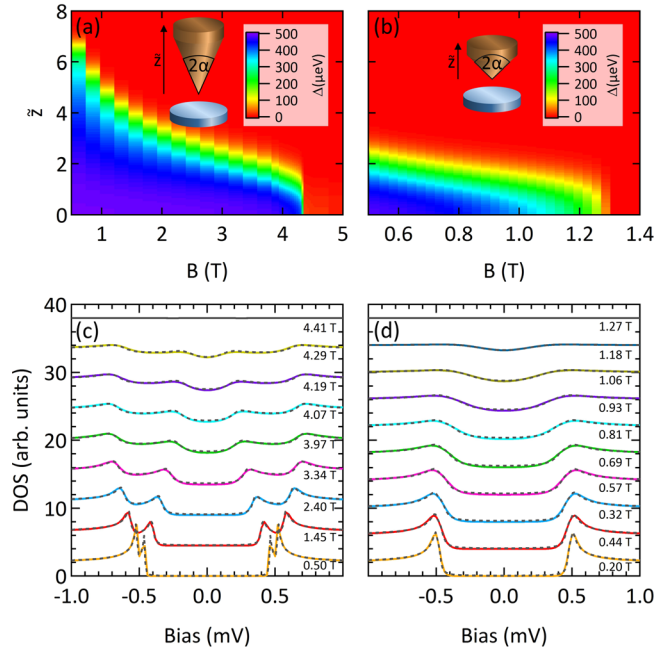 8
6
4
2
0
z̃
(a)
z̃
2α
500
400
300
200
100
0
Δ(μeV)
1
2
3
4
5
B (T)
(b)
z̃
2α
500
400
300
200
100
0
Δ(μeV)
0.6
0.8
1.0
1.2
1.4
B (T)
40
30
20
10
0
DOS (arb. units)
(c)
4.41 T
4.29 T
4.19 T
4.07 T
3.97 T
3.34 T
2.40 T
1.45 T
0.50 T
-1.0
-0.5
0.0
0.5
Bias (mV)
(d)
1.27 T
1.18 T
1.06 T
0.93 T
0.81 T
0.69 T
0.57 T
0.32 T
0.44 T
0.20 T
-0.5
0.0
0.5
1.0
Bias (mV)